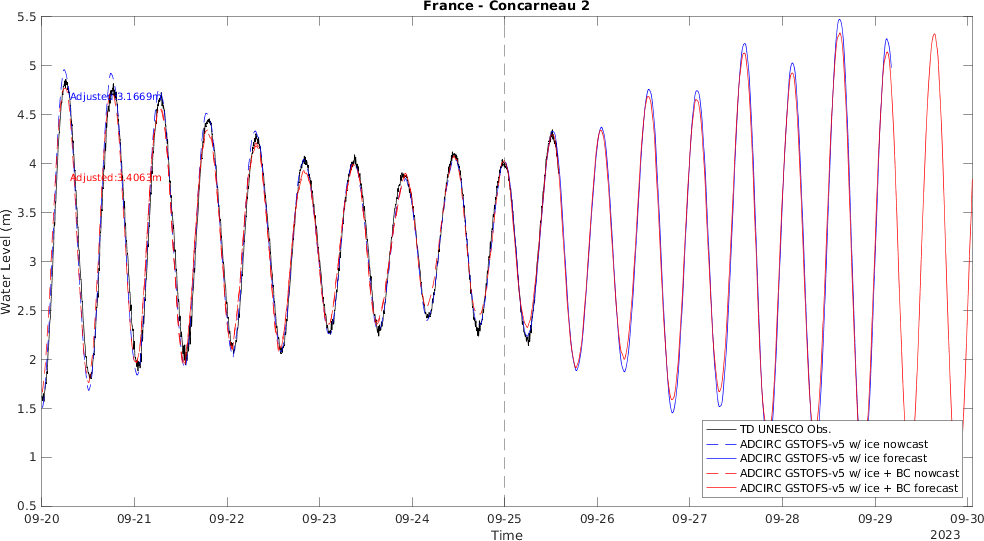 France - Concarneau 2
5.5
5
4.5
4
3.5
3
2.5
2
1.5
1
0.5
Water Level (m)
Adjusted:3.1669m
Adjusted:3.4063m
TD UNESCO Obs.
ADCIRC GSTOFS-v5 w/ ice nowcast
ADCIRC GSTOFS-v5 w/ ice forecast
ADCIRC GSTOFS-v5 w/ ice + BC nowcast
ADCIRC GSTOFS-v5 w/ ice + BC forecast
09-20 09-21 09-22 09-23 09-24 09-25 09-26 09-27 09-28 09-29 09-30
Time
2023